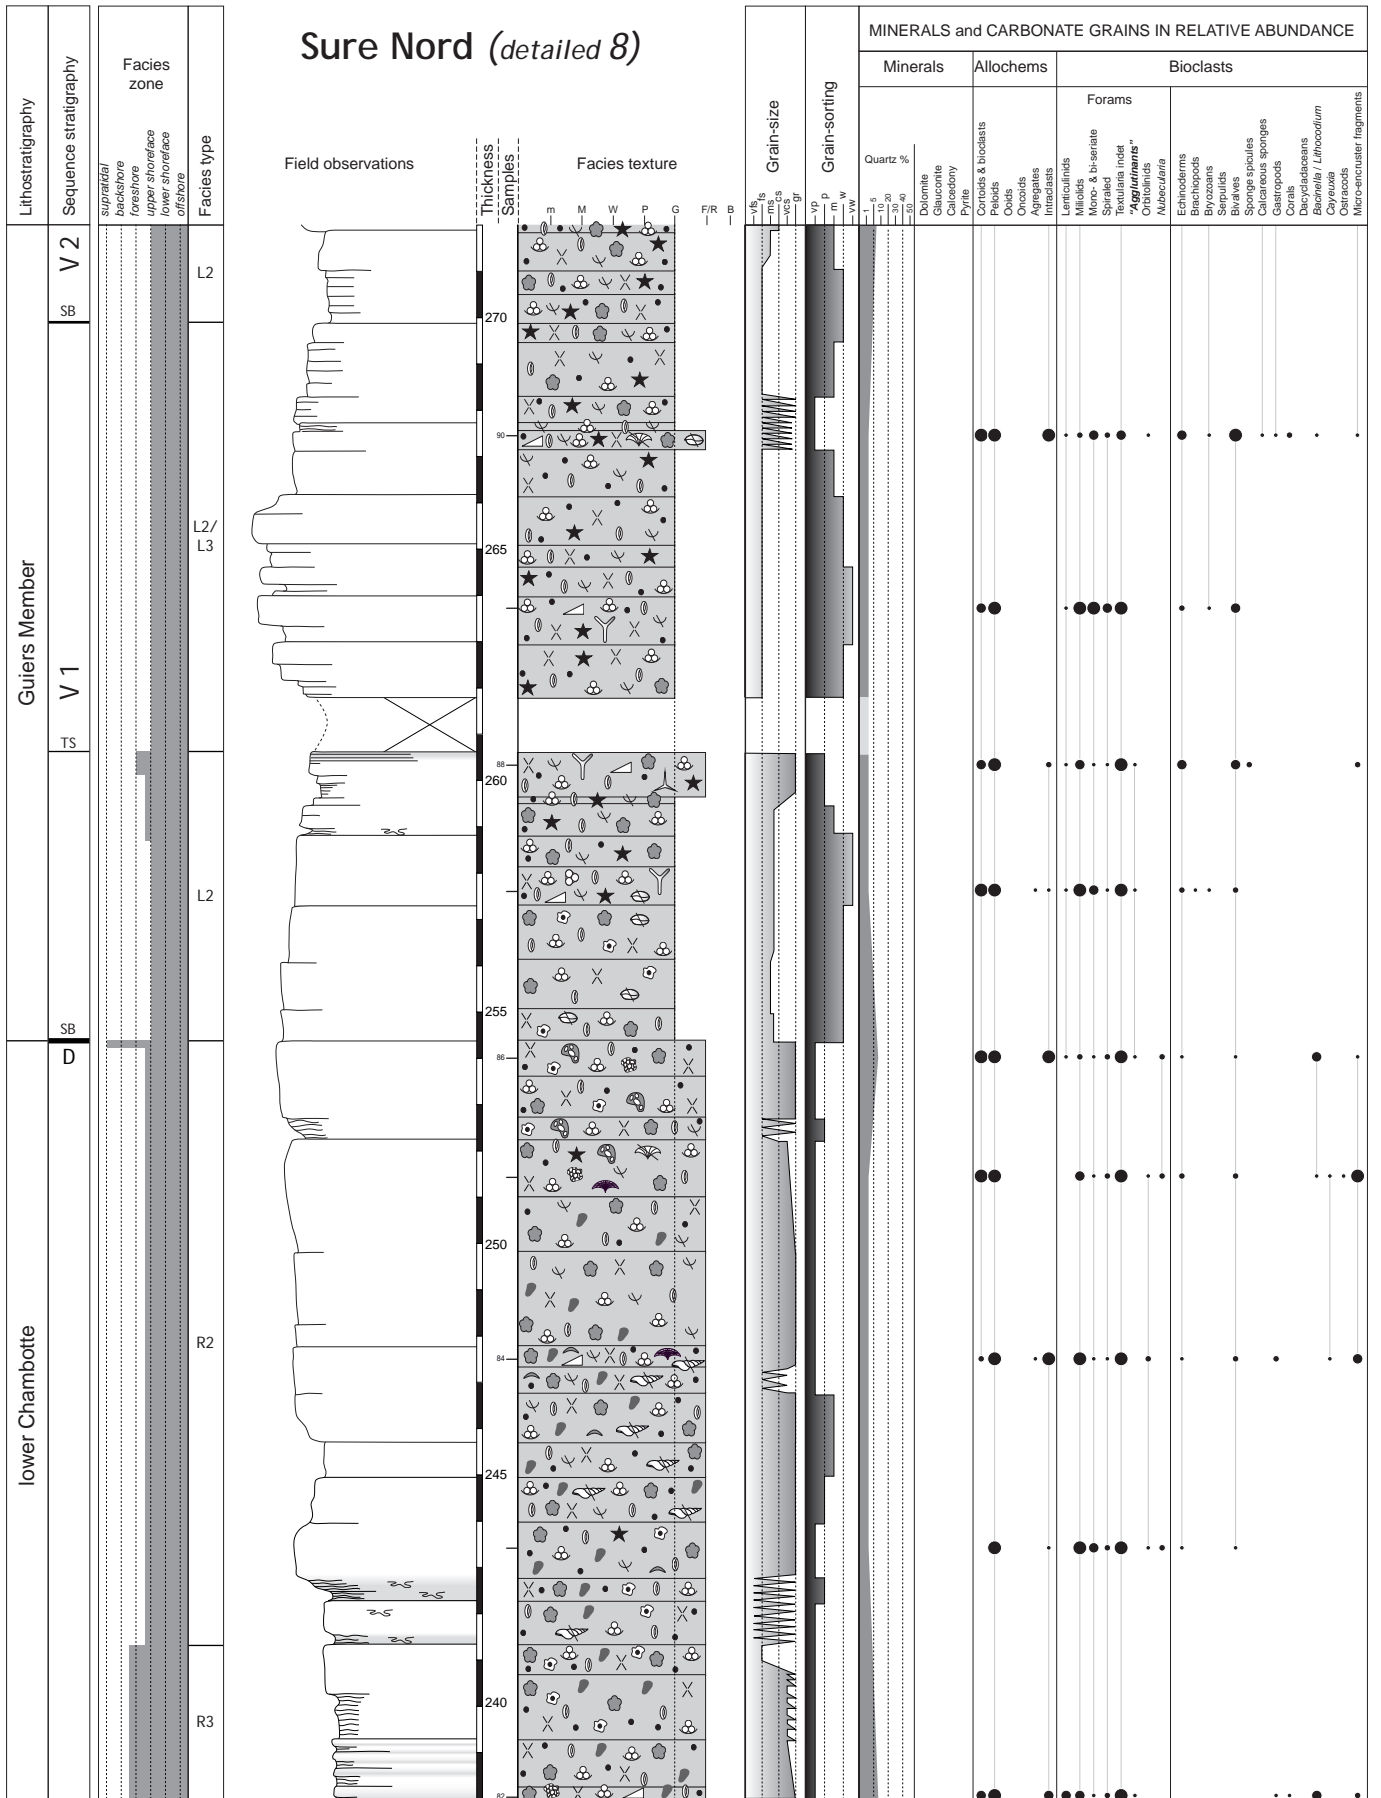 Sure Nord (detailed 8)
Lithostratigraphy
Sequence stratigraphy
Facies zone
supratidal
backshore
foreshore
upper shoreface
lower shoreface
offshore
Facies type
Field observations
Thickness
Samples
Facies texture
m M W P G F/R B
Grain-size
vfs
fs
ms
cs
vcs
gr
Grain-sorting
vp
p
m
w
vw
MINERALS and CARBONATE GRAINS IN RELATIVE ABUNDANCE
Minerals
Allochems
Bioclasts
Forams
Quartz %
1
5
10
20
30
40
50
Dolomite
Glauconite
Calcedony
Pyrite
Cortoids & bioclasts
Peloids
Ooids
Oncoids
Agregates
Intraclasts
Lenticulinids
Miliolids
Mono- & bi-seriate
Spiraled
Textularia indet
"Agglutinants"
Orbitolinids
Nubecularia
Echinoderms
Brachiopods
Bryozoans
Serpulids
Bivalves
Sponge spicules
Calcareous sponges
Gastropods
Corals
Dacycladaceans
Bacinella / Lithocodium
Cayeuxia
Ostracods
Micro-encruster fragments
V 2
L2
SB
270
90
L2/
L3
265
Guiers Member
V 1
TS
88
260
L2
255
SB
D
86
250
R2
84
lower Chambotte
245
240
R3
82